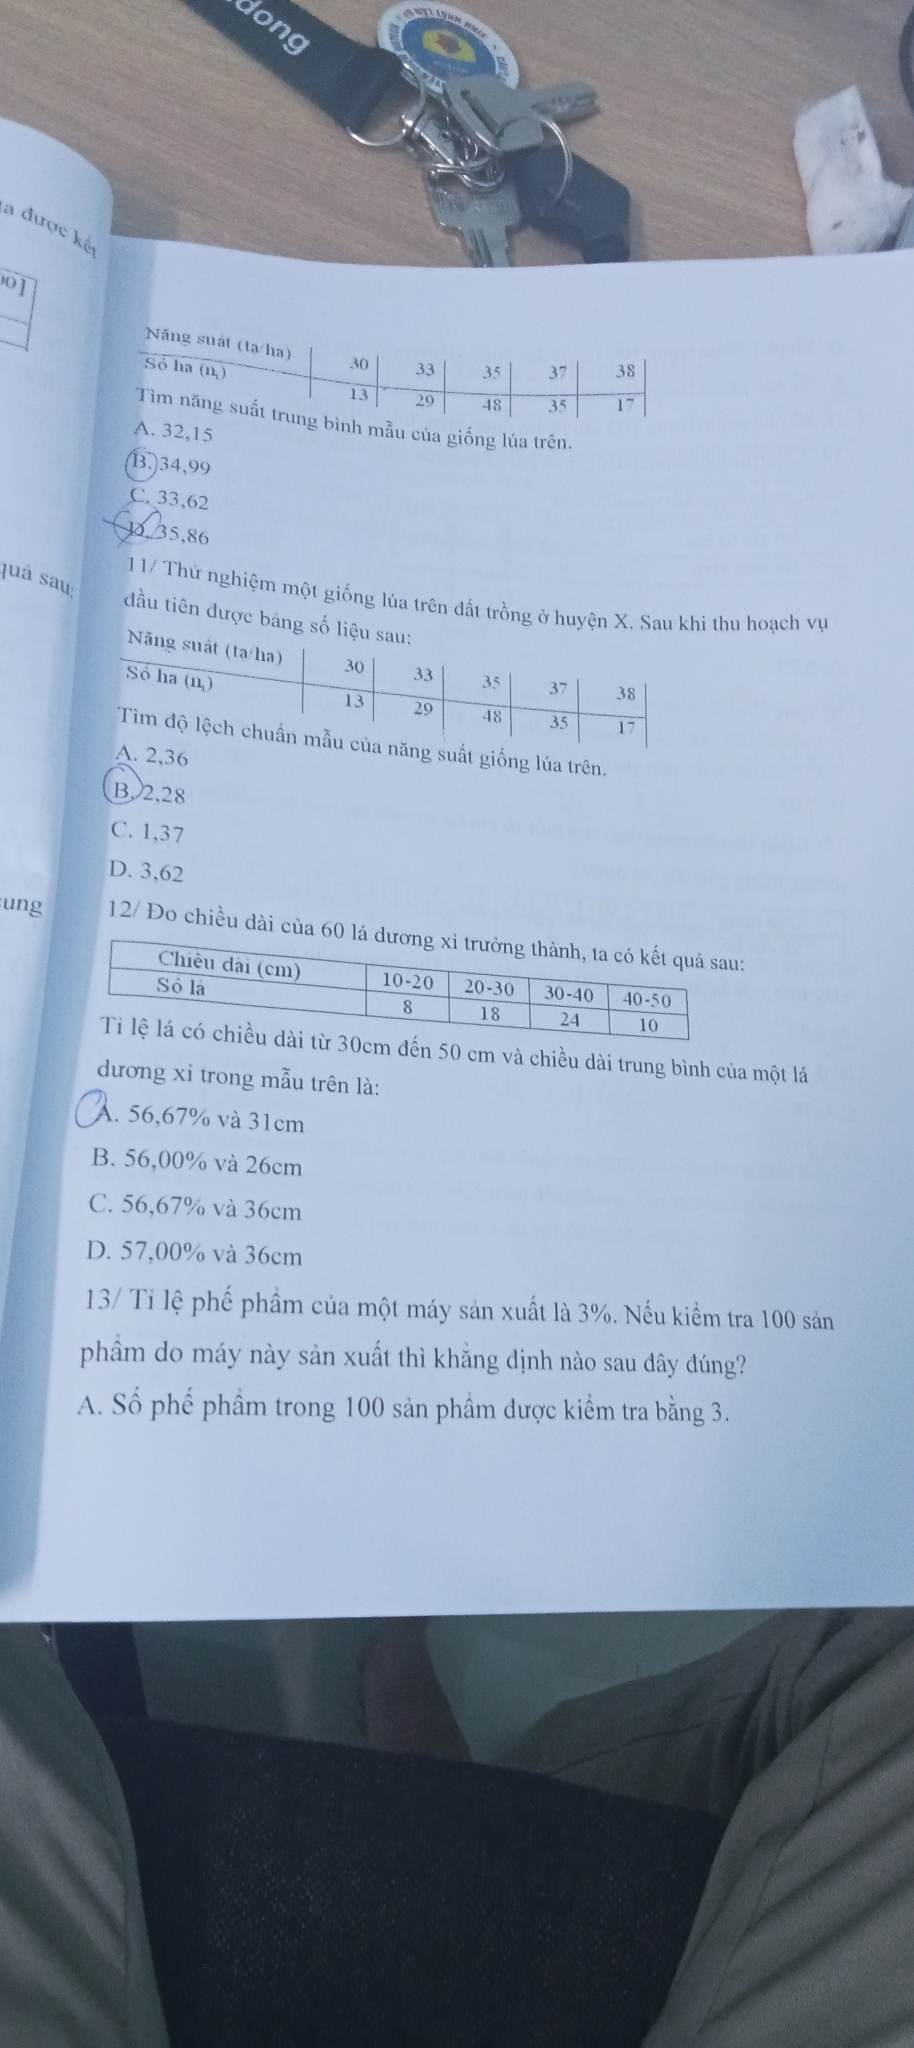 dong
ta được kết
00]
Năng suất (tạ/ha) 30 33 35 37 38
Số ha (nᵢ) 13 29 48 35 17
Tìm năng suất trung bình mẫu của giống lúa trên.
A. 32,15
B. 34,99
C. 33,62
D. 35,86
quả sau:
11/ Thử nghiệm một giống lúa trên đất trồng ở huyện X. Sau khi thu hoạch vụ
đầu tiên được bảng số liệu sau:
Năng suất (tạ/ha) 30 33 35 37 38
Số ha (nᵢ) 13 29 48 35 17
Tìm độ lệch chuẩn mẫu của năng suất giống lúa trên.
A. 2,36
B. 2,28
C. 1,37
D. 3,62
ung
12/ Đo chiều dài của 60 lá dương xỉ trưởng thành, ta có kết quả sau:
Chiều dài (cm) 10-20 20-30 30-40 40-50
Số lá 8 18 24 10
Tỉ lệ lá có chiều dài từ 30cm đến 50 cm và chiều dài trung bình của một lá
dương xỉ trong mẫu trên là:
A. 56,67% và 31cm
B. 56,00% và 26cm
C. 56,67% và 36cm
D. 57,00% và 36cm
13/ Tỉ lệ phế phẩm của một máy sản xuất là 3%. Nếu kiểm tra 100 sản
phẩm do máy này sản xuất thì khẳng định nào sau đây đúng?
A. Số phế phẩm trong 100 sản phẩm được kiểm tra bằng 3.